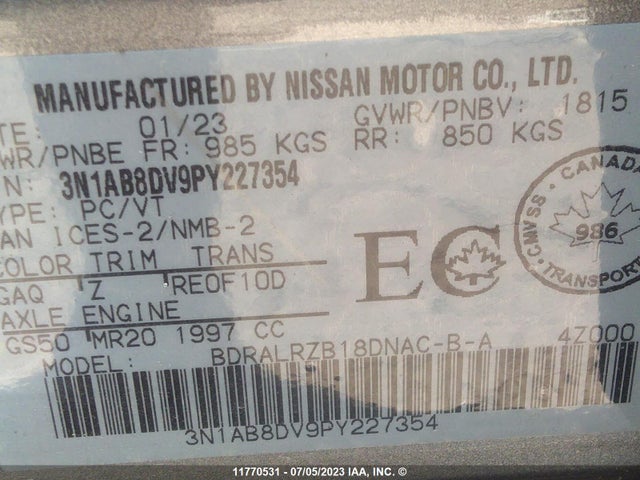 MANUFACTURED BY NISSAN MOTOR CO., LTD.
TE: 01/23 GVWR/PNBV: 1815
WR/PNBE FR: 985 KGS RR: 850 KGS
N: 3N1AB8DV9PY227354
YPE: PC/VT
AN ICES-2/NMB-2
COLOR TRIM TRANS
GAQ Z RE0F10D
AXLE ENGINE
GS50 MR20 1997 CC
MODEL: BDRALRZB18DNAC-B-A 4Z000
3N1AB8DV9PY227354
EC
CANADA
CMVSS
986
TRANSPORT
11770531 - 07/05/2023 IAA, INC. ©